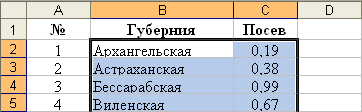 A B C D
1 № Губерния Посев
2 1 Архангельская 0,19
3 2 Астраханская 0,38
4 3 Бессарабская 0,99
5 4 Виленская 0,67